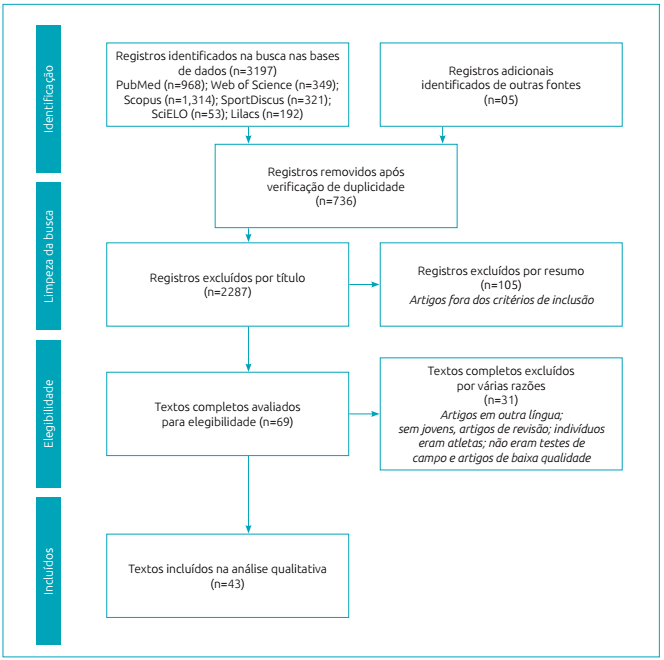 Identificação
Registros identificados na busca nas bases
de dados (n=3197)
PubMed (n=968); Web of Science (n=349);
Scopus (n=1,314); SportDiscus (n=321);
SciELO (n=53); Lilacs (n=192)
Registros adicionais
identificados de outras fontes
(n=05)
Registros removidos após
verificação de duplicidade
(n=736)
Limpeza da busca
Registros excluídos por título
(n=2287)
Registros excluídos por resumo
(n=105)
Artigos fora dos critérios de inclusão
Elegibilidade
Textos completos avaliados
para elegibilidade (n=69)
Textos completos excluídos
por várias razões
(n=31)
Artigos em outra língua;
sem jovens, artigos de revisão; indivíduos
eram atletas; não eram testes de
campo e artigos de baixa qualidade
Incluídos
Textos incluídos na análise qualitativa
(n=43)